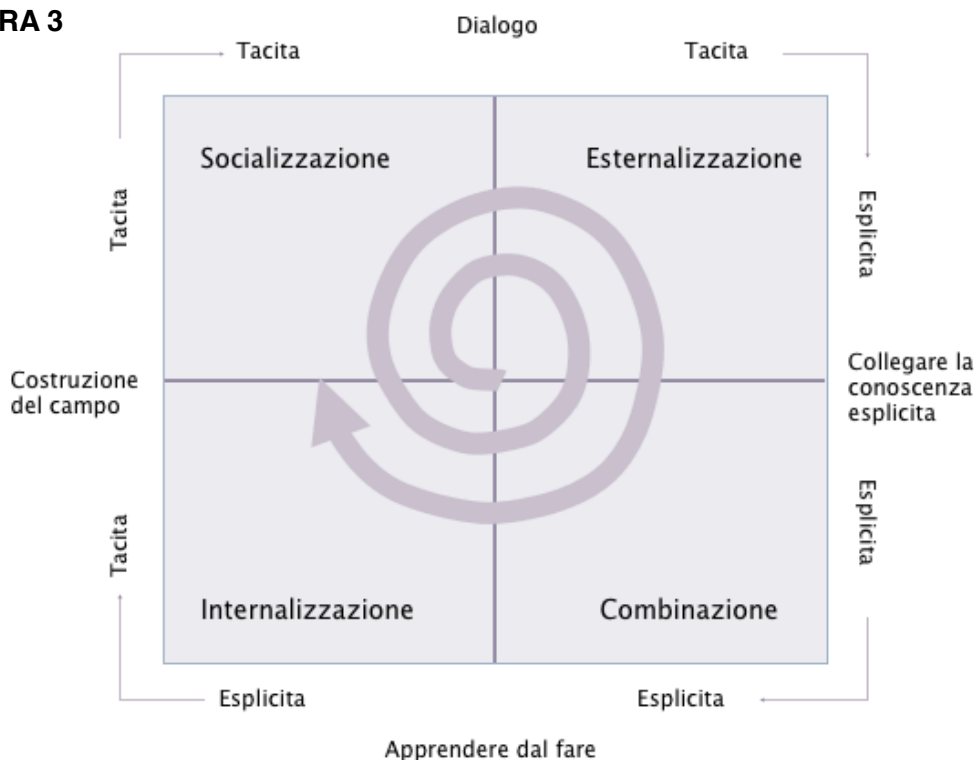 RA 3
Dialogo
Tacita
Tacita
Socializzazione
Esternalizzazione
Tacita
Esplicita
Costruzione
del campo
Collegare la
conoscenza
esplicita
Tacita
Esplicita
Internalizzazione
Combinazione
Esplicita
Esplicita
Apprendere dal fare